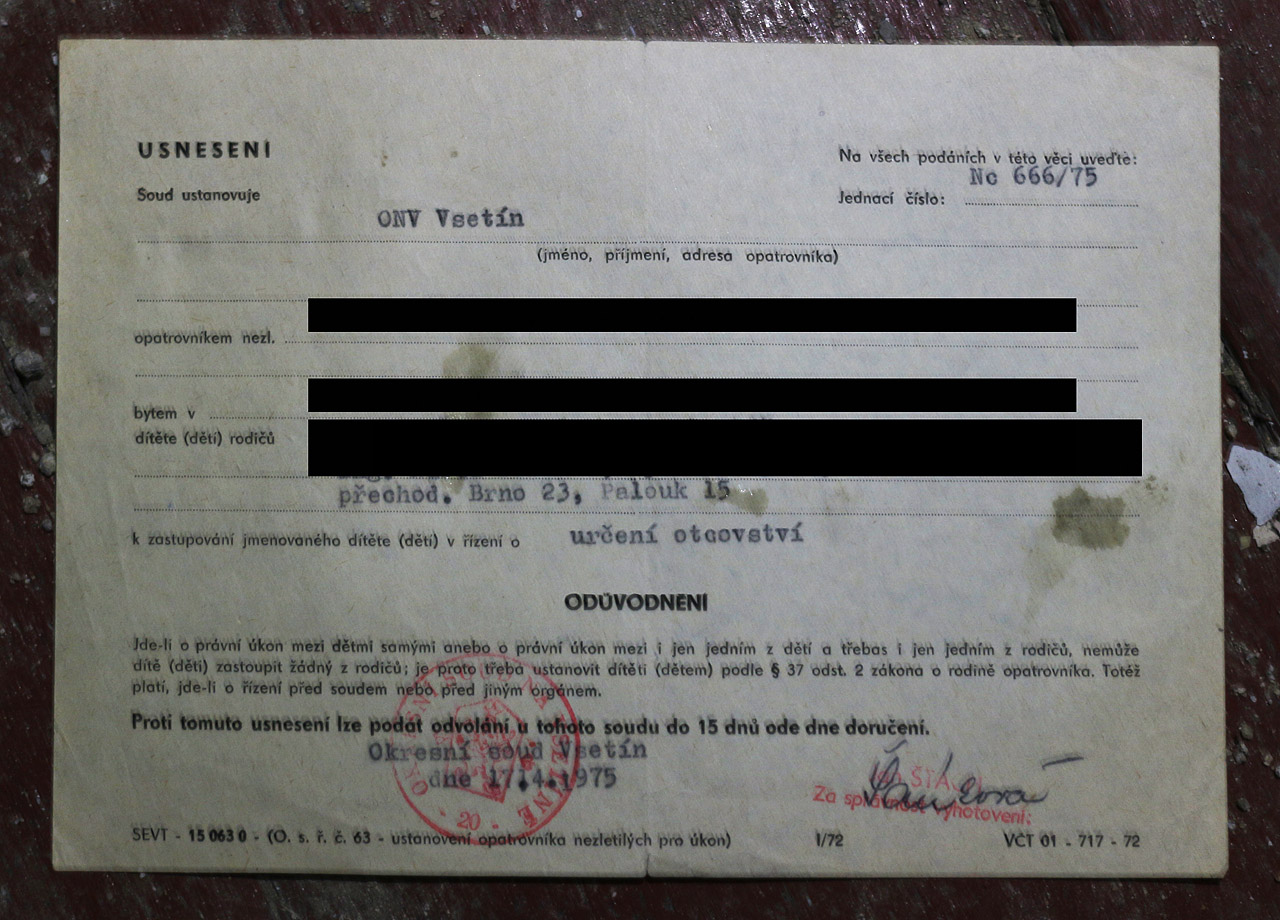 USNESENÍ
Na všech podáních v této věci uveďte:
Nc 666/75
Soud ustanovuje
Jednací číslo:
ONV Vsetín
(jméno, příjmení, adresa opatrovníka)
opatrovníkem nezl.
bytem v
dítěte (dětí) rodičů
přechod. Brno 23, Palouk 15
k zastupování jmenovaného dítěte (dětí) v řízení o určení otcovství
ODŮVODNĚNÍ
Jde-li o právní úkon mezi dětmi samými anebo o právní úkon mezi i jen jedním z dětí a třebas i jen jedním z rodičů, nemůže
dítě (děti) zastoupit žádný z rodičů; je proto třeba ustanovit dítěti (dětem) podle § 37 odst. 2 zákona o rodině opatrovníka. Totéž
platí, jde-li o řízení před soudem nebo před jiným orgánem.
Proti tomuto usnesení lze podat odvolání u tohoto soudu do 15 dnů ode dne doručení.
Okresní soud Vsetín
dne 17.4.1975
Za správnost vyhotovení:
20
SEVT - 15 063 0 - (O. s. ř. č. 63 - ustanovení opatrovníka nezletilých pro úkon) I/72 VČT 01 - 717 - 72